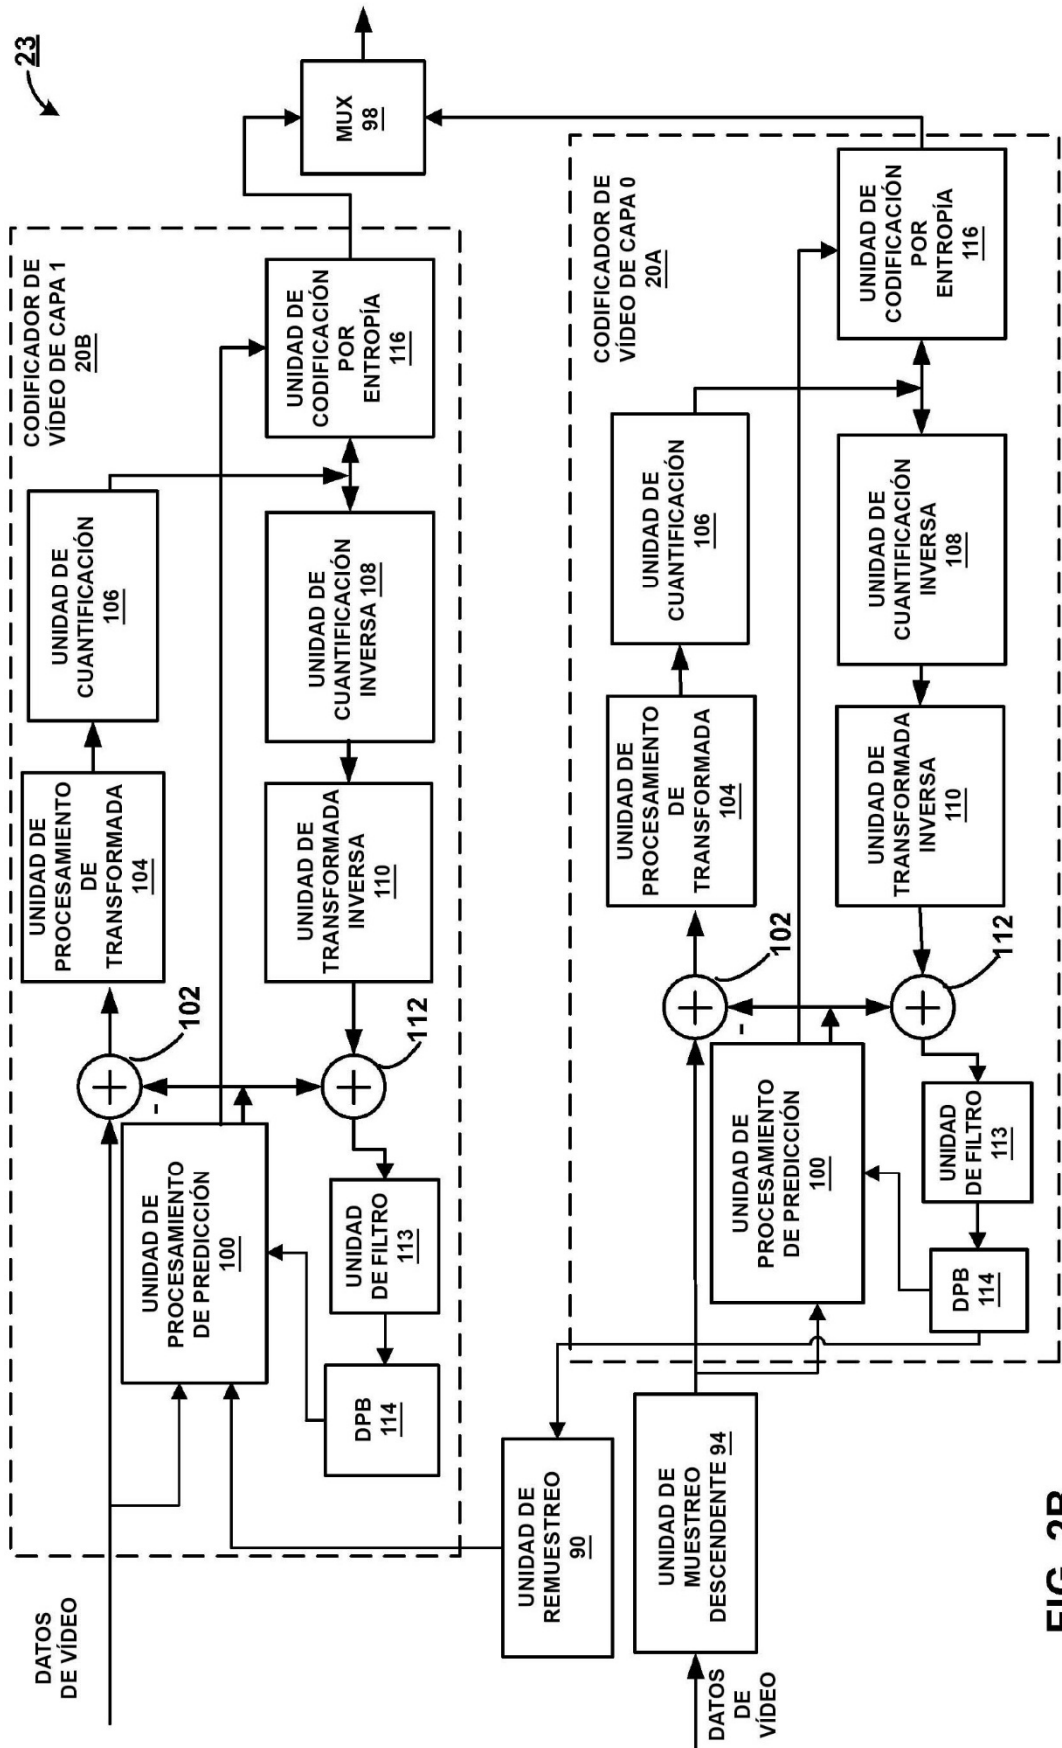 23
DATOS
DE VÍDEO
CODIFICADOR DE
VÍDEO DE CAPA 1
20B
102
-
UNIDAD DE
PROCESAMIENTO
DE
TRANSFORMADA
104
UNIDAD DE
CUANTIFICACIÓN
106
UNIDAD DE
PROCESAMIENTO
DE PREDICCIÓN
100
112
UNIDAD DE
TRANSFORMADA
INVERSA
110
UNIDAD DE
CUANTIFICACIÓN
INVERSA 108
UNIDAD DE
CODIFICACIÓN
POR
ENTROPÍA
116
UNIDAD
DE FILTRO
113
DPB
114
MUX
98
UNIDAD DE
REMUESTREO
90
DATOS
DE
VÍDEO
UNIDAD DE
MUESTREO
DESCENDENTE 94
CODIFICADOR DE
VÍDEO DE CAPA 0
20A
102
-
UNIDAD DE
PROCESAMIENTO
DE
TRANSFORMADA
104
UNIDAD DE
CUANTIFICACIÓN
106
UNIDAD DE
PROCESAMIENTO
DE PREDICCIÓN
100
112
UNIDAD DE
TRANSFORMADA
INVERSA
110
UNIDAD DE
CUANTIFICACIÓN
INVERSA
108
UNIDAD DE
CODIFICACIÓN
POR
ENTROPÍA
116
UNIDAD
DE FILTRO
113
DPB
114
FIG. 2B